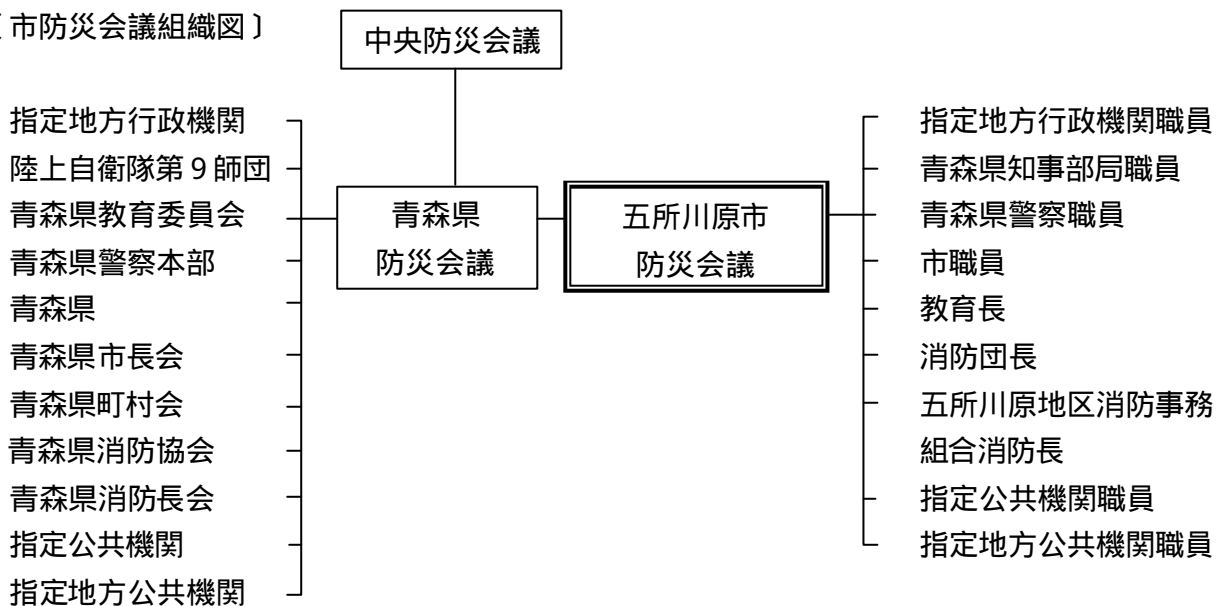 市防災会議組織図〕
中央防災会議
指定地方行政機関
陸上自衛隊第９師団
青森県教育委員会
青森県警察本部
青森県
青森県市長会
青森県町村会
青森県消防協会
青森県消防長会
指定公共機関
指定地方公共機関
青森県
防災会議
五所川原市
防災会議
指定地方行政機関職員
青森県知事部局職員
青森県警察職員
市職員
教育長
消防団長
五所川原地区消防事務
組合消防長
指定公共機関職員
指定地方公共機関職員